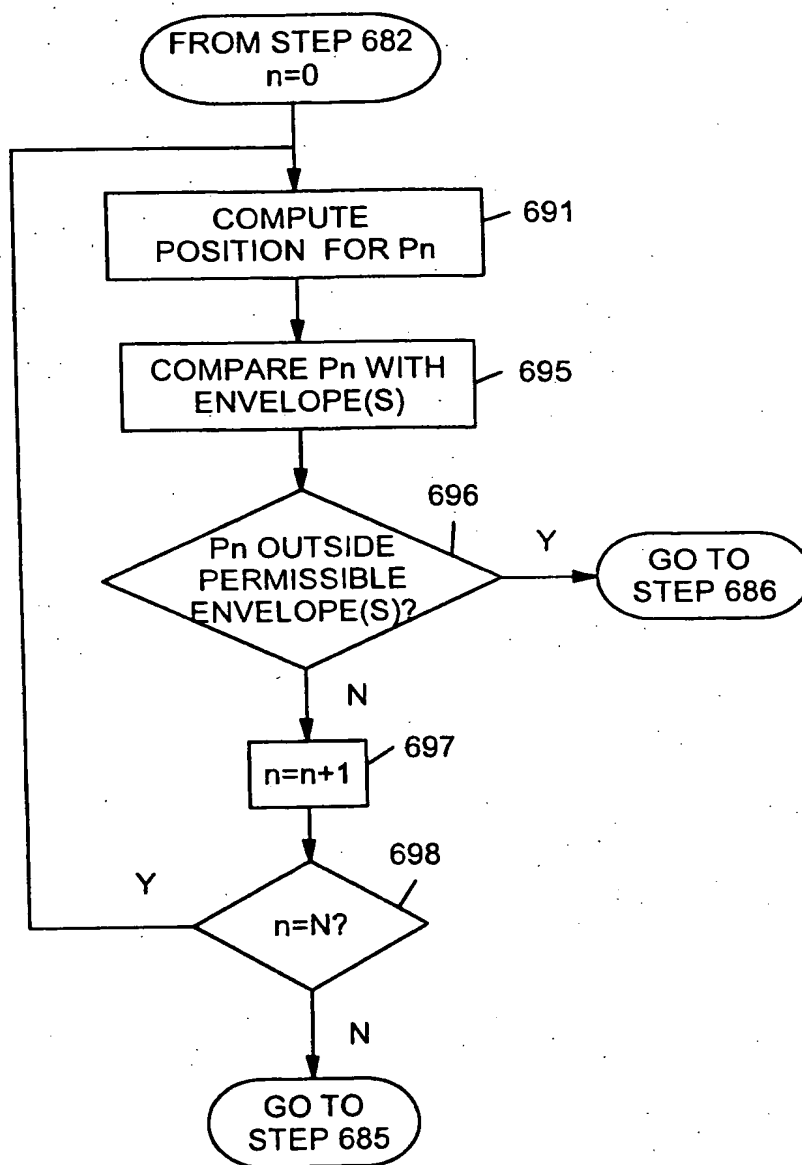 FROM STEP 682
n=0
COMPUTE
POSITION FOR Pn
691
COMPARE Pn WITH
ENVELOPE(S)
695
696
Pn OUTSIDE
PERMISSIBLE
ENVELOPE(S)?
Y
GO TO
STEP 686
N
n=n+1
697
698
Y
n=N?
N
GO TO
STEP 685